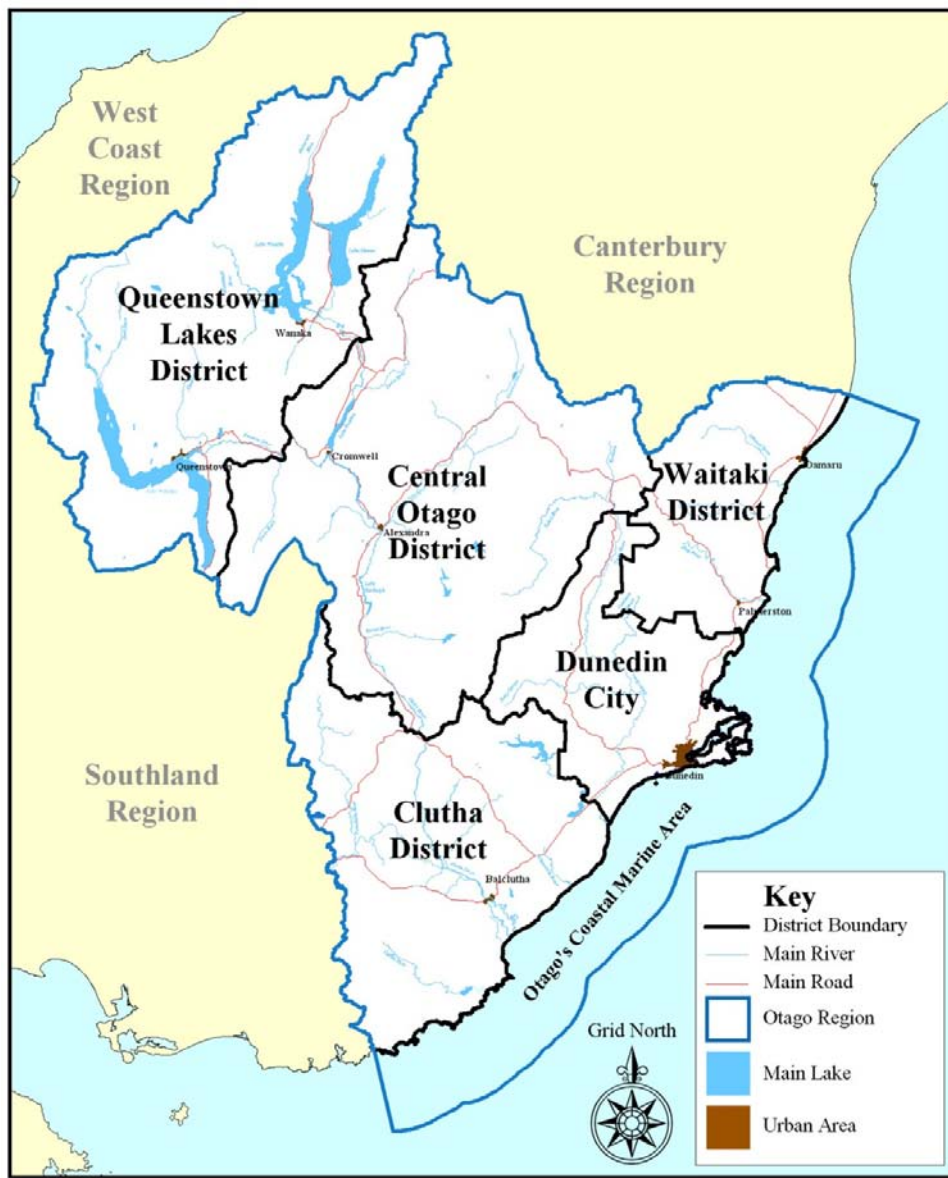 West
Coast
Region
Canterbury
Region
Queenstown
Lakes
District
Wanaka
Queenstown
Cromwell
Central
Otago
District
Alexandra
Waitaki
District
Oamaru
Palmerston
Dunedin
City
Dunedin
Southland
Region
Clutha
District
Balclutha
Otago's Coastal Marine Area
Grid North
Key
District Boundary
Main River
Main Road
Otago Region
Main Lake
Urban Area